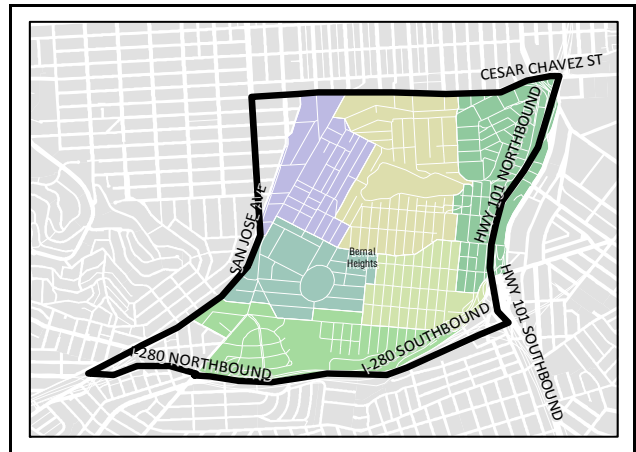 CESAR CHAVEZ ST
HWY 101 NORTHBOUND
SAN JOSE AVE
Bernal
Heights
HWY 101 SOUTHBOUND
I-280 SOUTHBOUND
I-280 NORTHBOUND